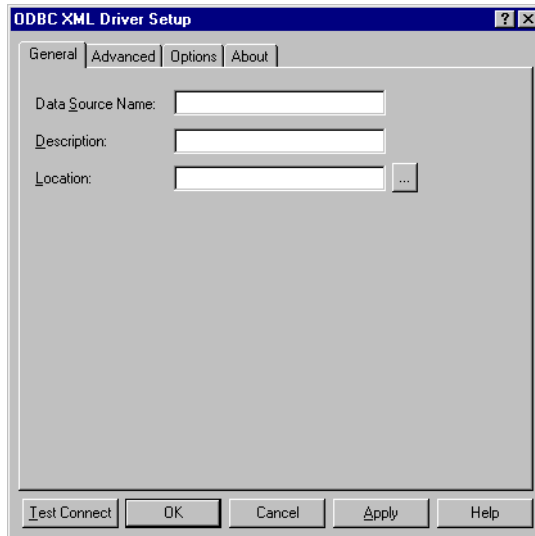 ODBC XML Driver Setup
General Advanced Options About
Data Source Name:
Description:
Location:
...
Test Connect OK Cancel Apply Help